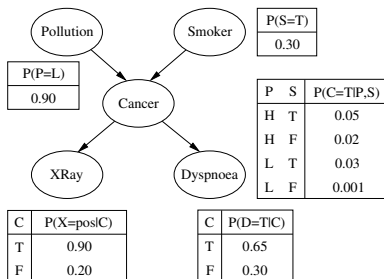 Pollution
Smoker
P(S=T)
0.30
P(P=L)
0.90
Cancer
P S P(C=T|P,S)
H T 0.05
H F 0.02
L T 0.03
L F 0.001
XRay
Dyspnoea
C P(X=pos|C)
T 0.90
F 0.20
C P(D=T|C)
T 0.65
F 0.30